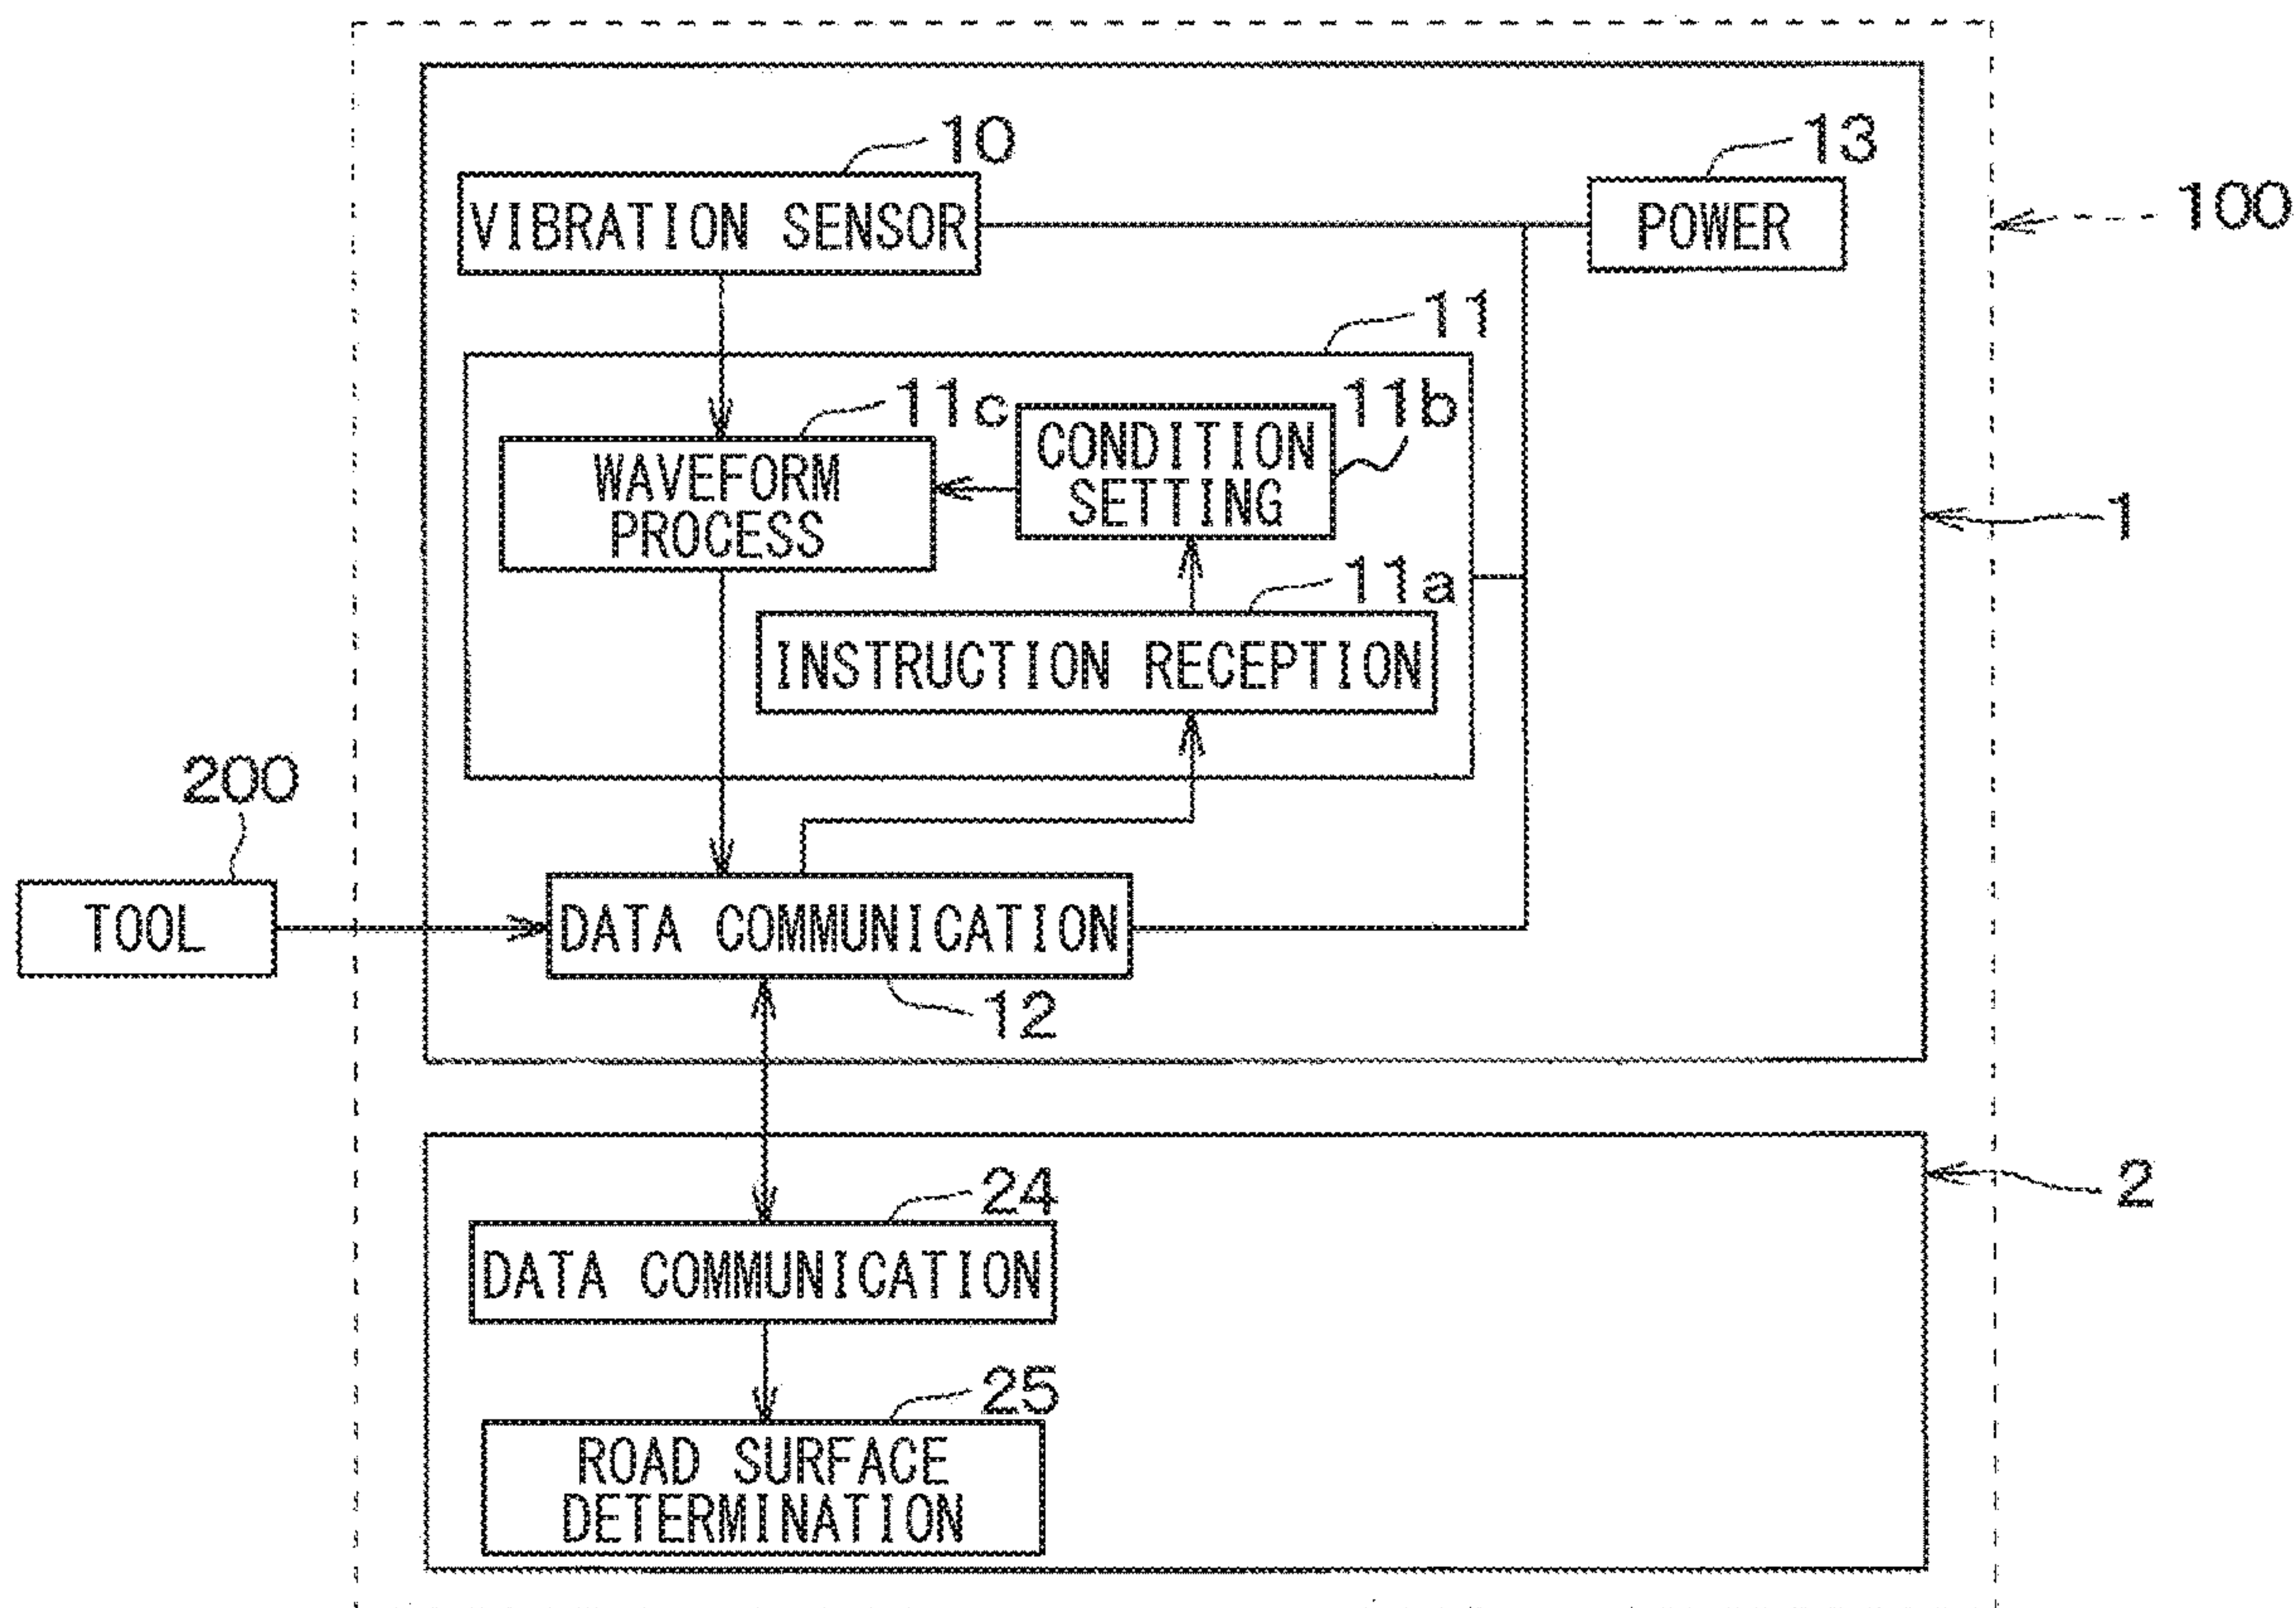 10
13
VIBRATION SENSOR
POWER
100
11
11c
11b
CONDITION
SETTING
WAVEFORM
PROCESS
1
11a
INSTRUCTION RECEPTION
200
TOOL
DATA COMMUNICATION
12
2
24
DATA COMMUNICATION
25
ROAD SURFACE
DETERMINATION